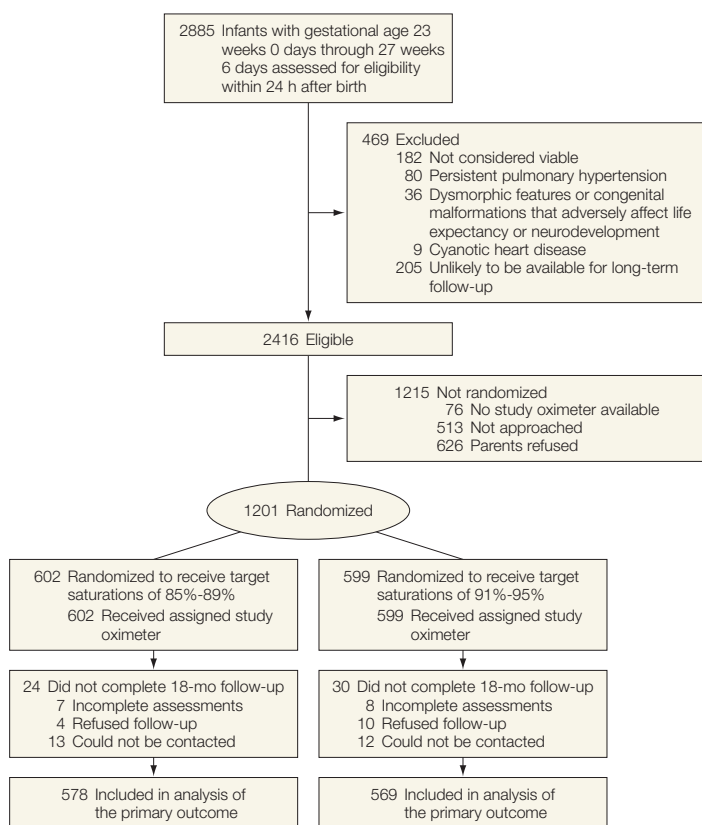 2885 Infants with gestational age 23
weeks 0 days through 27 weeks
6 days assessed for eligibility
within 24 h after birth
469 Excluded
182 Not considered viable
80 Persistent pulmonary hypertension
36 Dysmorphic features or congenital
malformations that adversely affect life
expectancy or neurodevelopment
9 Cyanotic heart disease
205 Unlikely to be available for long-term
follow-up
2416 Eligible
1215 Not randomized
76 No study oximeter available
513 Not approached
626 Parents refused
1201 Randomized
602 Randomized to receive target
saturations of 85%-89%
602 Received assigned study
oximeter
599 Randomized to receive target
saturations of 91%-95%
599 Received assigned study
oximeter
24 Did not complete 18-mo follow-up
7 Incomplete assessments
4 Refused follow-up
13 Could not be contacted
30 Did not complete 18-mo follow-up
8 Incomplete assessments
10 Refused follow-up
12 Could not be contacted
578 Included in analysis of
the primary outcome
569 Included in analysis of
the primary outcome